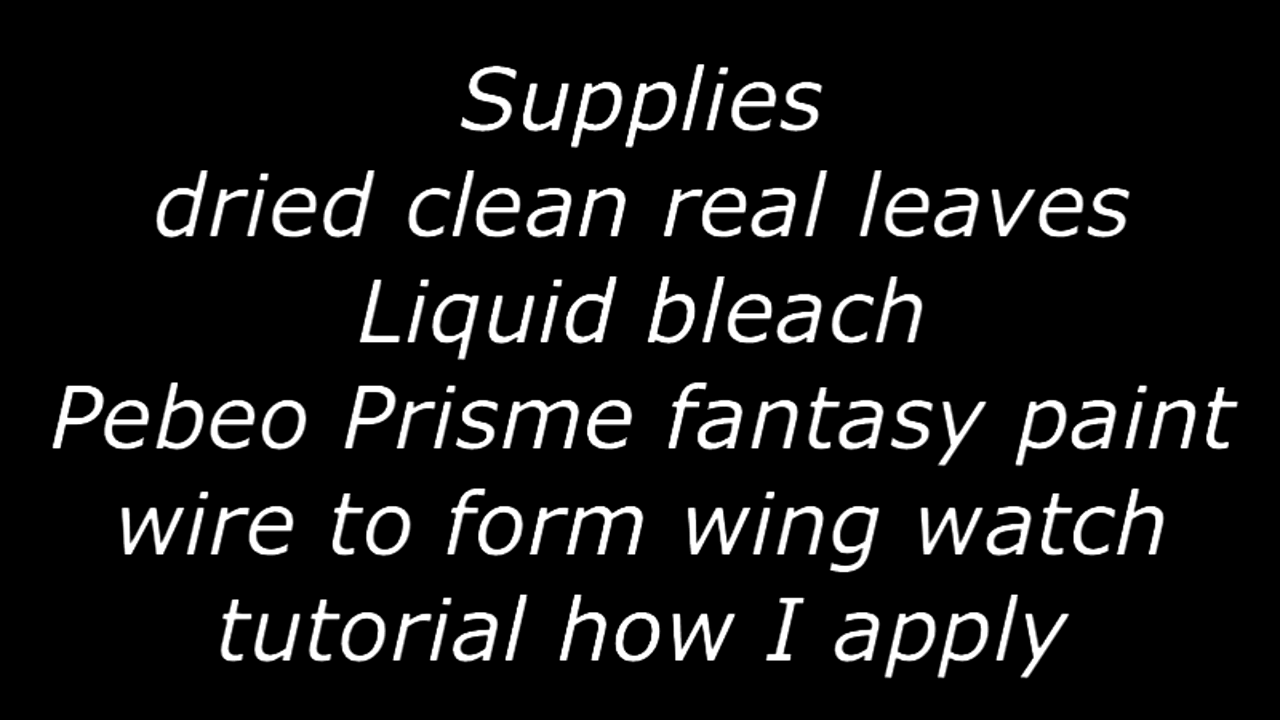 Supplies
dried clean real leaves
Liquid bleach
Pebeo Prisme fantasy paint
wire to form wing watch
tutorial how I apply